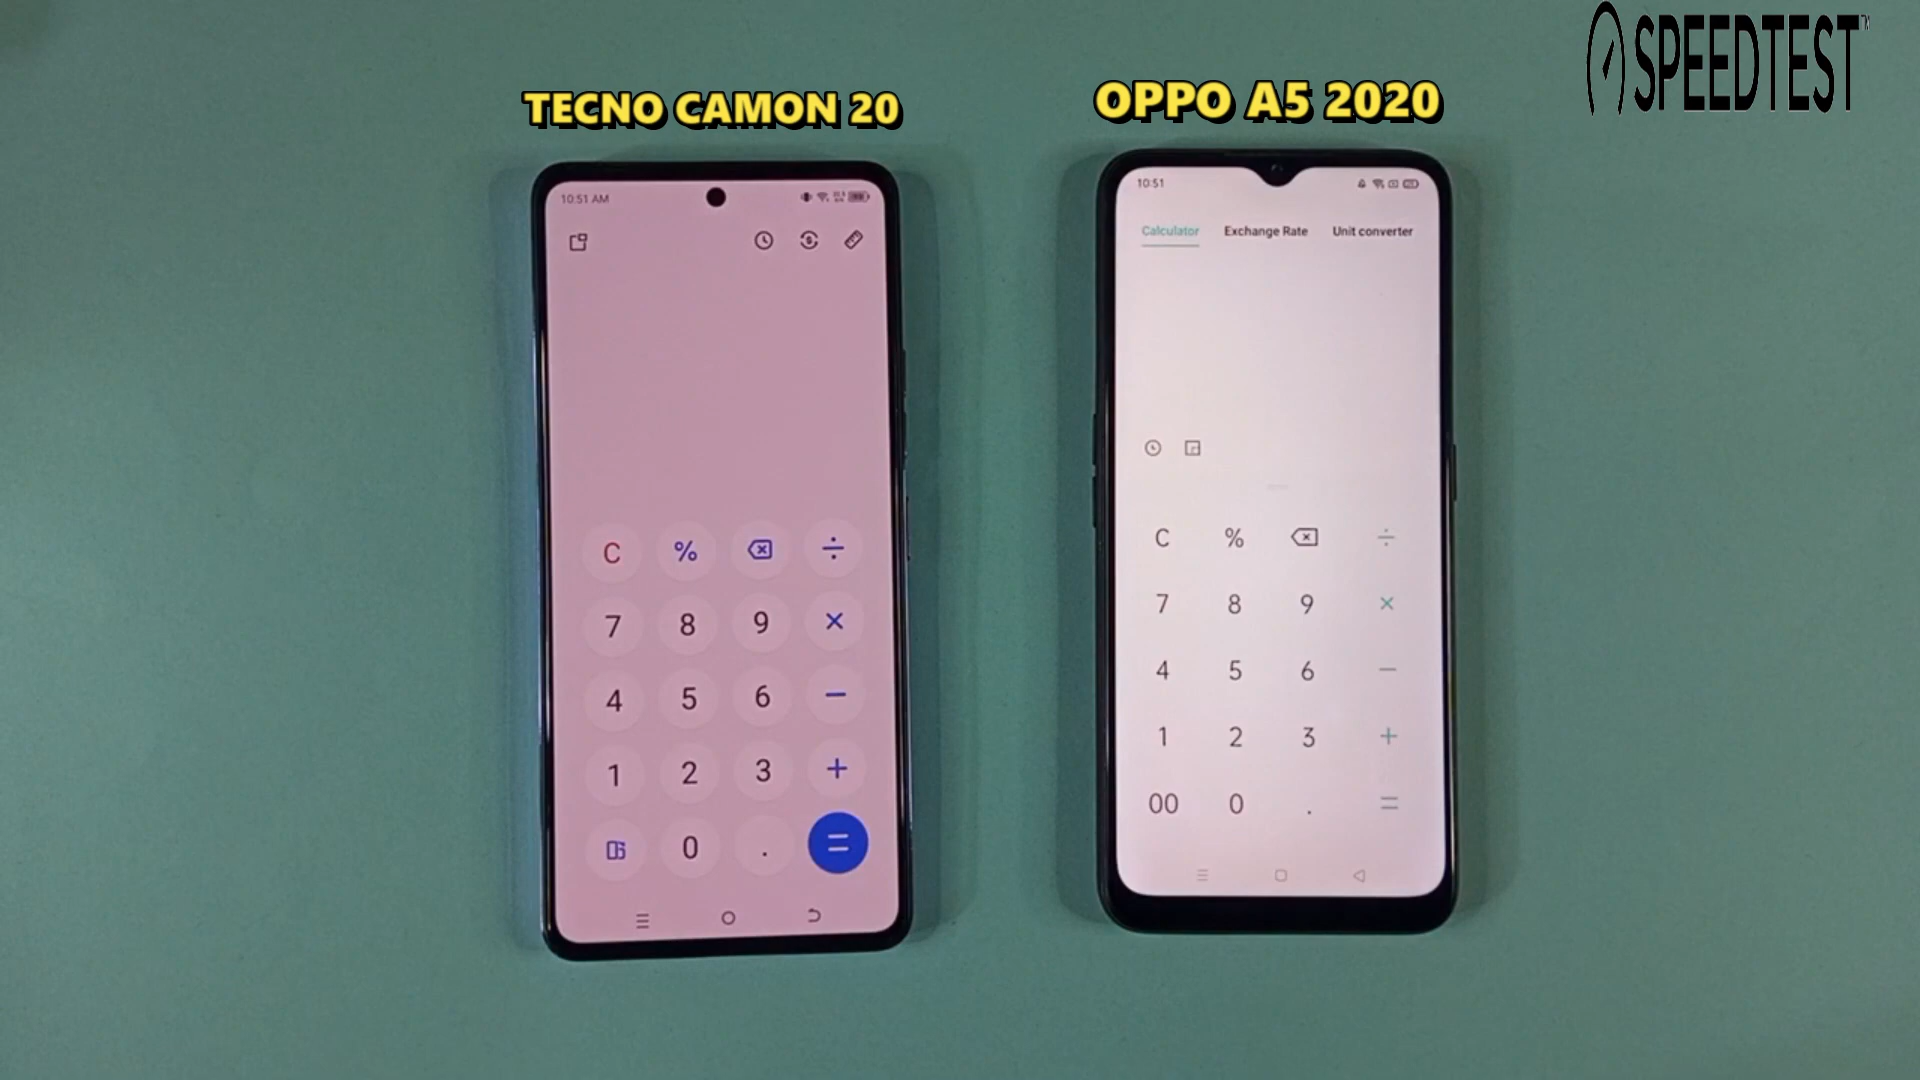 SPEEDTEST™
TECNO CAMON 20
OPPO A5 2020
10:51 AM
C %  ÷
7 8 9 ×
4 5 6 −
1 2 3 +
0 . =
10:51
Calculator Exchange Rate Unit converter
C % ÷
7 8 9 ×
4 5 6 −
1 2 3 +
00 0 . =